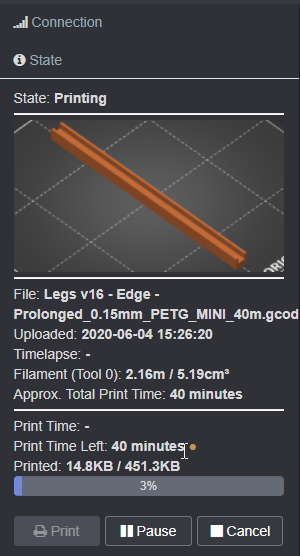 Connection
State
State: Printing
File: Legs v16 - Edge -
Prolonged_0.15mm_PETG_MINI_40m.gcod
Uploaded: 2020-06-04 15:26:20
Timelapse: -
Filament (Tool 0): 2.16m / 5.19cm³
Approx. Total Print Time: 40 minutes
Print Time: -
Print Time Left: 40 minutes
Printed: 14.8KB / 451.3KB
3%
Print Pause Cancel